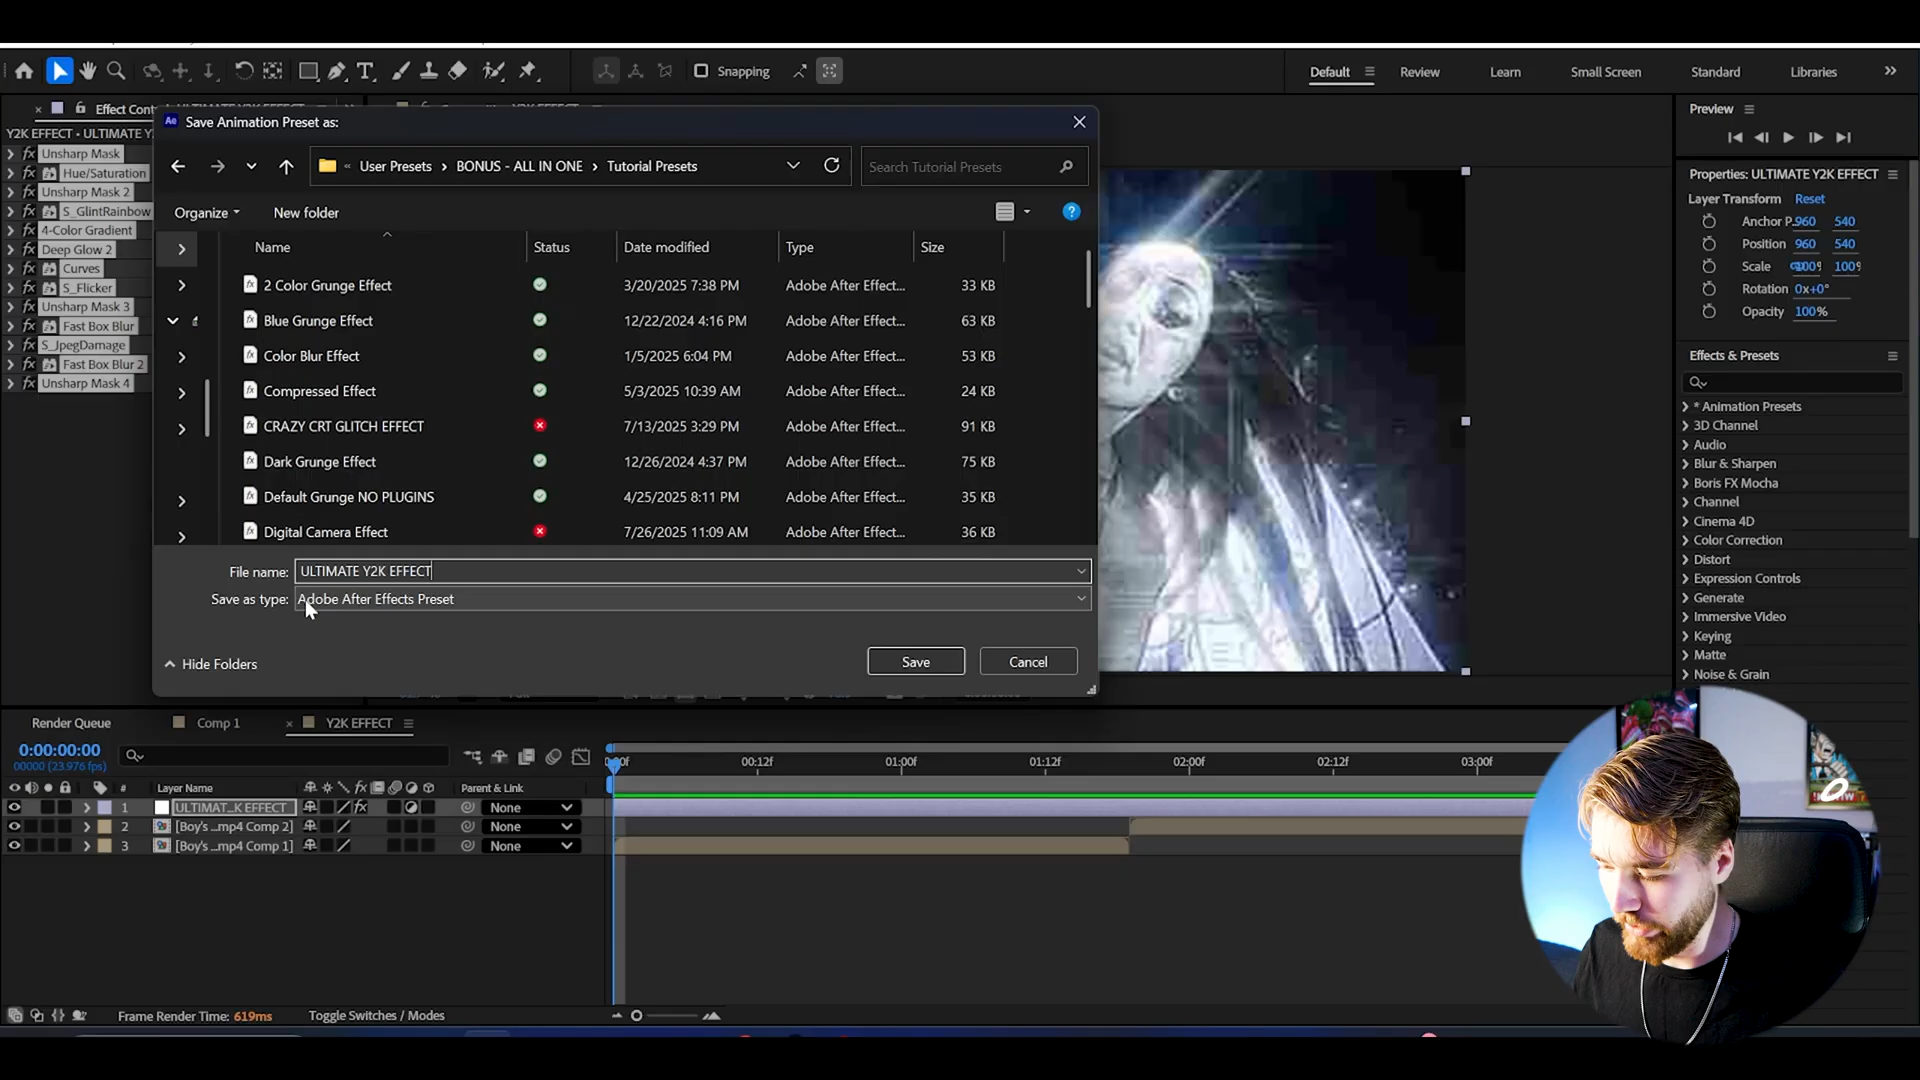 Snapping
Default
Review
Learn
Small Screen
Standard
Libraries
Effect Cont
Y2K EFFECT • ULTIMATE Y
Unsharp Mask
Hue/Saturation
Unsharp Mask 2
S_GlintRainbow
4-Color Gradient
Deep Glow 2
Curves
S_Flicker
Unsharp Mask 3
Fast Box Blur
S_JpegDamage
Fast Box Blur 2
Unsharp Mask 4
Ae Save Animation Preset as:
« User Presets › BONUS - ALL IN ONE › Tutorial Presets
Search Tutorial Presets
Organize
New folder
Name Status Date modified Type Size
2 Color Grunge Effect 3/20/2025 7:38 PM Adobe After Effect... 33 KB
Blue Grunge Effect 12/22/2024 4:16 PM Adobe After Effect... 63 KB
Color Blur Effect 1/5/2025 6:04 PM Adobe After Effect... 53 KB
Compressed Effect 5/3/2025 10:39 AM Adobe After Effect... 24 KB
CRAZY CRT GLITCH EFFECT 7/13/2025 3:29 PM Adobe After Effect... 91 KB
Dark Grunge Effect 12/26/2024 4:37 PM Adobe After Effect... 75 KB
Default Grunge NO PLUGINS 4/25/2025 8:11 PM Adobe After Effect... 35 KB
Digital Camera Effect 7/26/2025 11:09 AM Adobe After Effect... 36 KB
File name: ULTIMATE Y2K EFFECT
Save as type: Adobe After Effects Preset
Hide Folders
Save
Cancel
Preview
Properties: ULTIMATE Y2K EFFECT
Layer Transform Reset
Anchor P.. 960 540
Position 960 540
Scale 100% 100%
Rotation 0x+0°
Opacity 100%
Effects & Presets
* Animation Presets
3D Channel
Audio
Blur & Sharpen
Boris FX Mocha
Channel
Cinema 4D
Color Correction
Distort
Expression Controls
Generate
Immersive Video
Keying
Matte
Noise & Grain
Render Queue
Comp 1
Y2K EFFECT
0:00:00:00
00000 (23.976 fps)
00:12f 01:00f 01:12f 02:00f 02:12f 03:00f
# Layer Name
Parent & Link
1 ULTIMAT...K EFFECT None
2 [Boy's ...mp4 Comp 2] None
3 [Boy's ...mp4 Comp 1] None
Frame Render Time: 619ms
Toggle Switches / Modes